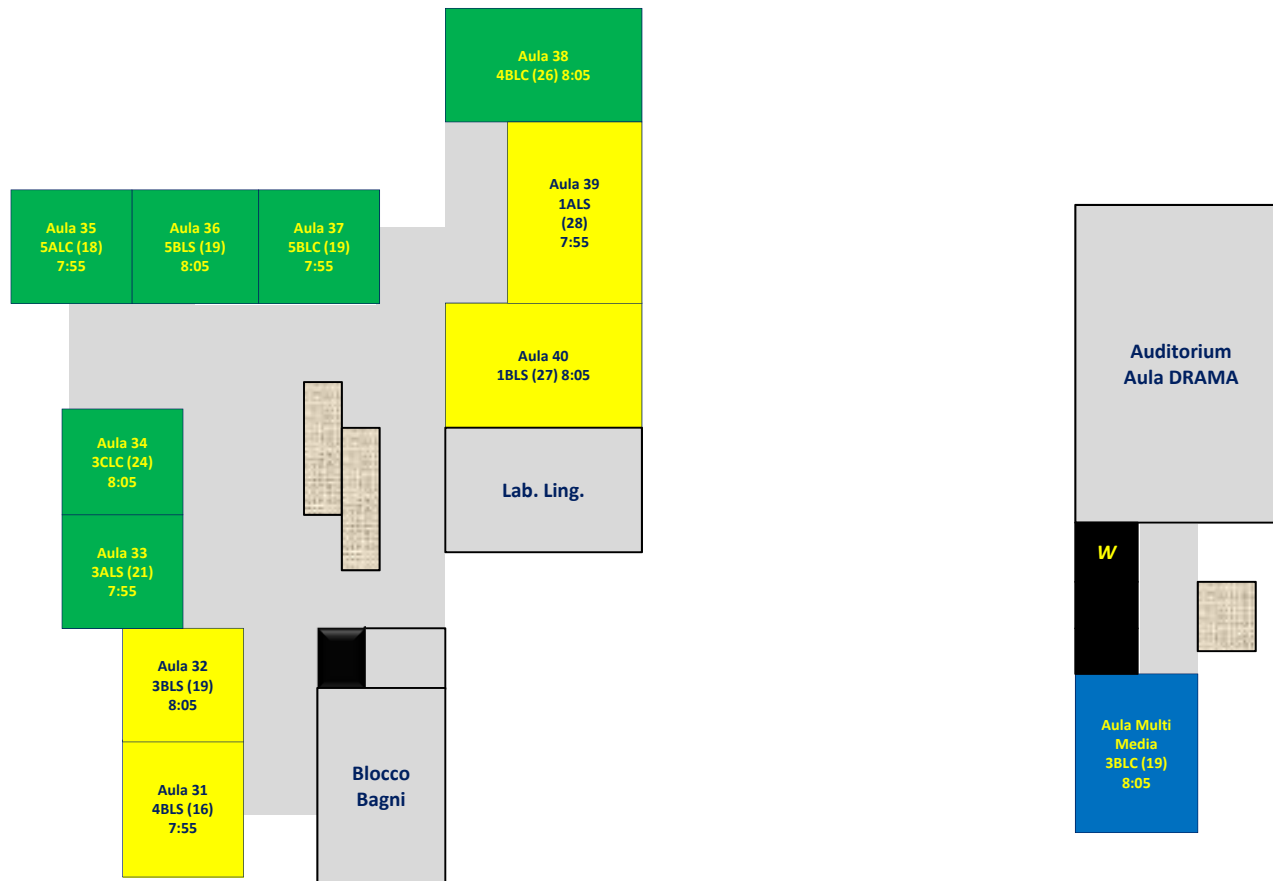 Aula 38
4BLC (26) 8:05
Aula 39
1ALS
(28)
7:55
Aula 35
5ALC (18)
7:55
Aula 36
5BLS (19)
8:05
Aula 37
5BLC (19)
7:55
Aula 40
1BLS (27) 8:05
Auditorium
Aula DRAMA
Aula 34
3CLC (24)
8:05
Lab. Ling.
Aula 33
3ALS (21)
7:55
W
Aula 32
3BLS (19)
8:05
Aula Multi
Media
3BLC (19)
8:05
Blocco
Bagni
Aula 31
4BLS (16)
7:55